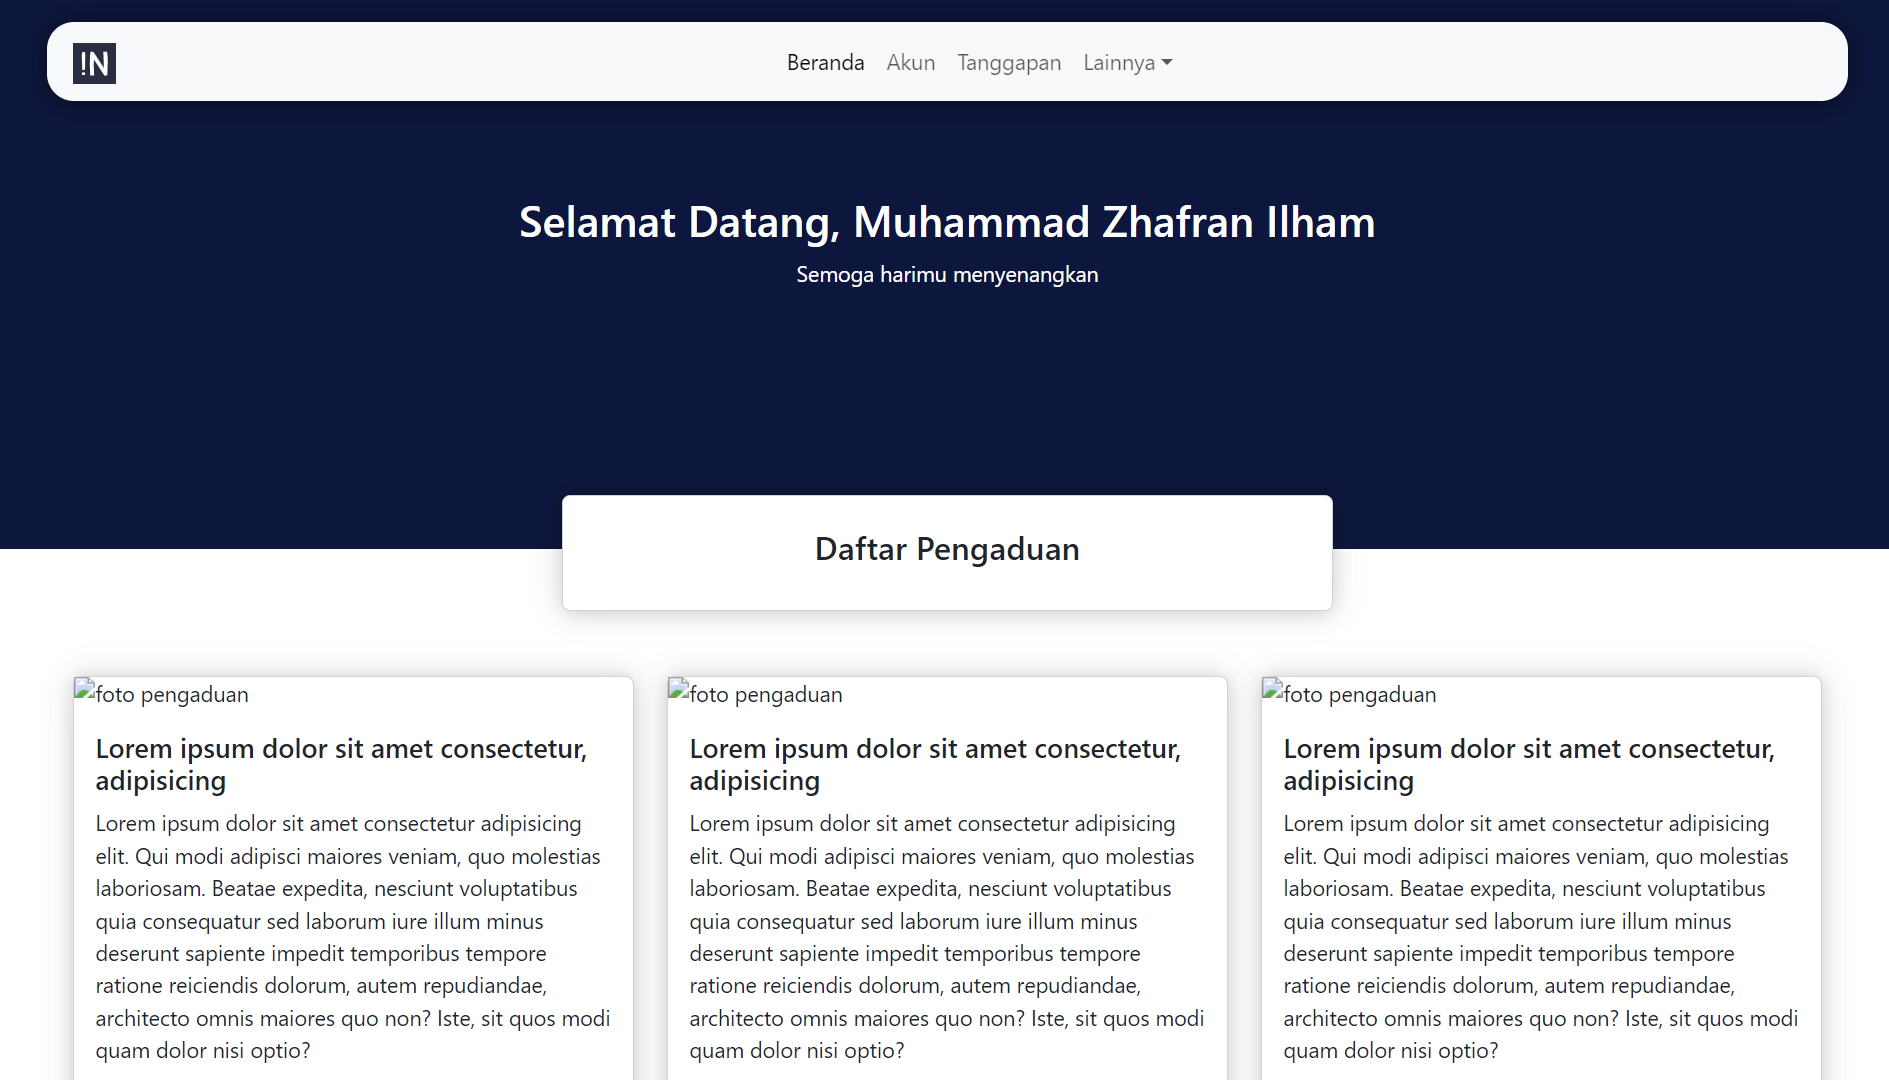 !N
Beranda Akun Tanggapan Lainnya
Selamat Datang, Muhammad Zhafran Ilham
Semoga harimu menyenangkan
Daftar Pengaduan
foto pengaduan
Lorem ipsum dolor sit amet consectetur,
adipisicing
Lorem ipsum dolor sit amet consectetur adipisicing
elit. Qui modi adipisci maiores veniam, quo molestias
laboriosam. Beatae expedita, nesciunt voluptatibus
quia consequatur sed laborum iure illum minus
deserunt sapiente impedit temporibus tempore
ratione reiciendis dolorum, autem repudiandae,
architecto omnis maiores quo non? Iste, sit quos modi
quam dolor nisi optio?
foto pengaduan
Lorem ipsum dolor sit amet consectetur,
adipisicing
Lorem ipsum dolor sit amet consectetur adipisicing
elit. Qui modi adipisci maiores veniam, quo molestias
laboriosam. Beatae expedita, nesciunt voluptatibus
quia consequatur sed laborum iure illum minus
deserunt sapiente impedit temporibus tempore
ratione reiciendis dolorum, autem repudiandae,
architecto omnis maiores quo non? Iste, sit quos modi
quam dolor nisi optio?
foto pengaduan
Lorem ipsum dolor sit amet consectetur,
adipisicing
Lorem ipsum dolor sit amet consectetur adipisicing
elit. Qui modi adipisci maiores veniam, quo molestias
laboriosam. Beatae expedita, nesciunt voluptatibus
quia consequatur sed laborum iure illum minus
deserunt sapiente impedit temporibus tempore
ratione reiciendis dolorum, autem repudiandae,
architecto omnis maiores quo non? Iste, sit quos modi
quam dolor nisi optio?